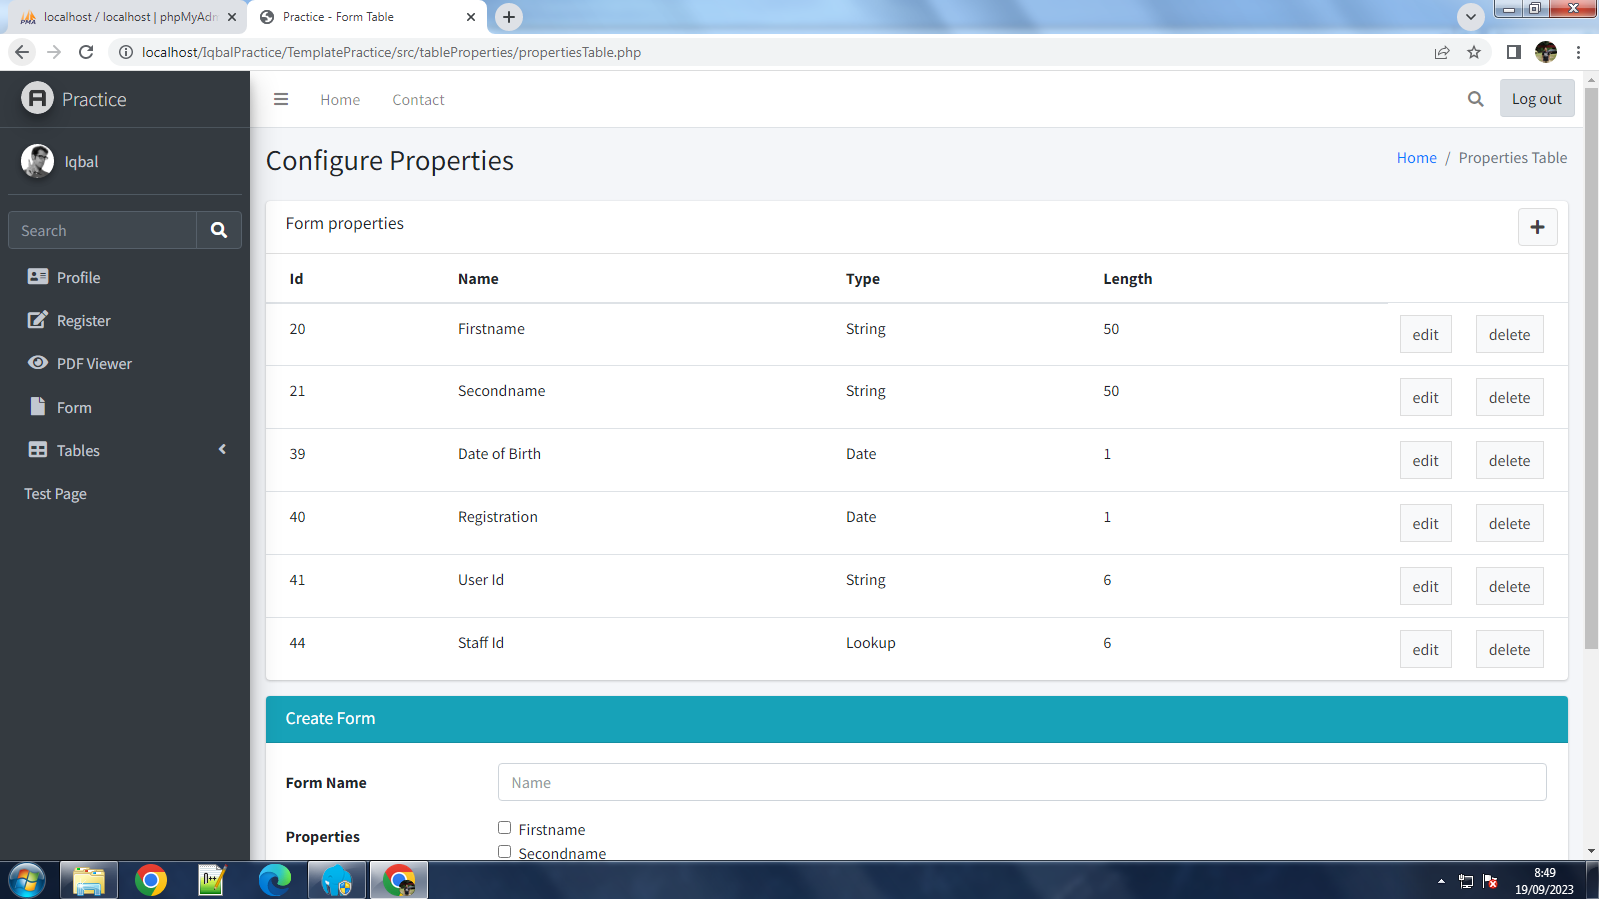 localhost / localhost | phpMyAdm
Practice - Form Table
localhost/IqbalPractice/TemplatePractice/src/tableProperties/propertiesTable.php
Practice
Home
Contact
Log out
Iqbal
Configure Properties
Home / Properties Table
Search
Profile
Register
PDF Viewer
Form
Tables
Test Page
Form properties
Id Name Type Length
20 Firstname String 50 edit delete
21 Secondname String 50 edit delete
39 Date of Birth Date 1 edit delete
40 Registration Date 1 edit delete
41 User Id String 6 edit delete
44 Staff Id Lookup 6 edit delete
Create Form
Form Name Name
Properties Firstname
Secondname
8:49
19/09/2023